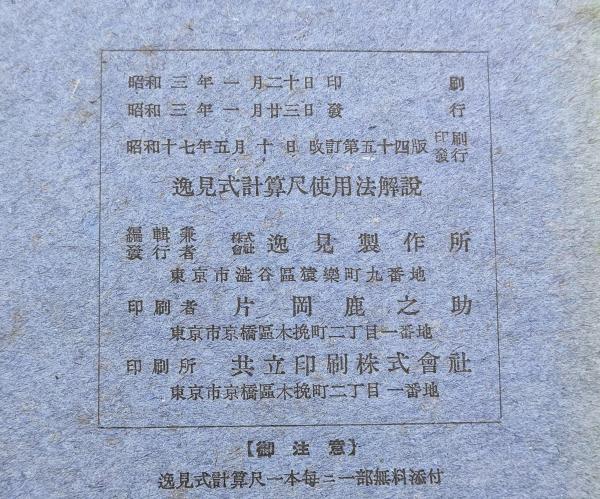 昭和三年一月二十日印刷
昭和三年一月廿三日發行
昭和十七年五月十日 改訂第五十四版 印刷發行
逸見式計算尺使用法解說
編輯兼發行者 株式會社 逸見製作所
東京市澁谷區猿樂町九番地
印刷者 片岡鹿之助
東京市京橋區木挽町二丁目一番地
印刷所 共立印刷株式會社
東京市京橋區木挽町二丁目一番地
【御注意】
逸見式計算尺一本每ニ一部無料添付